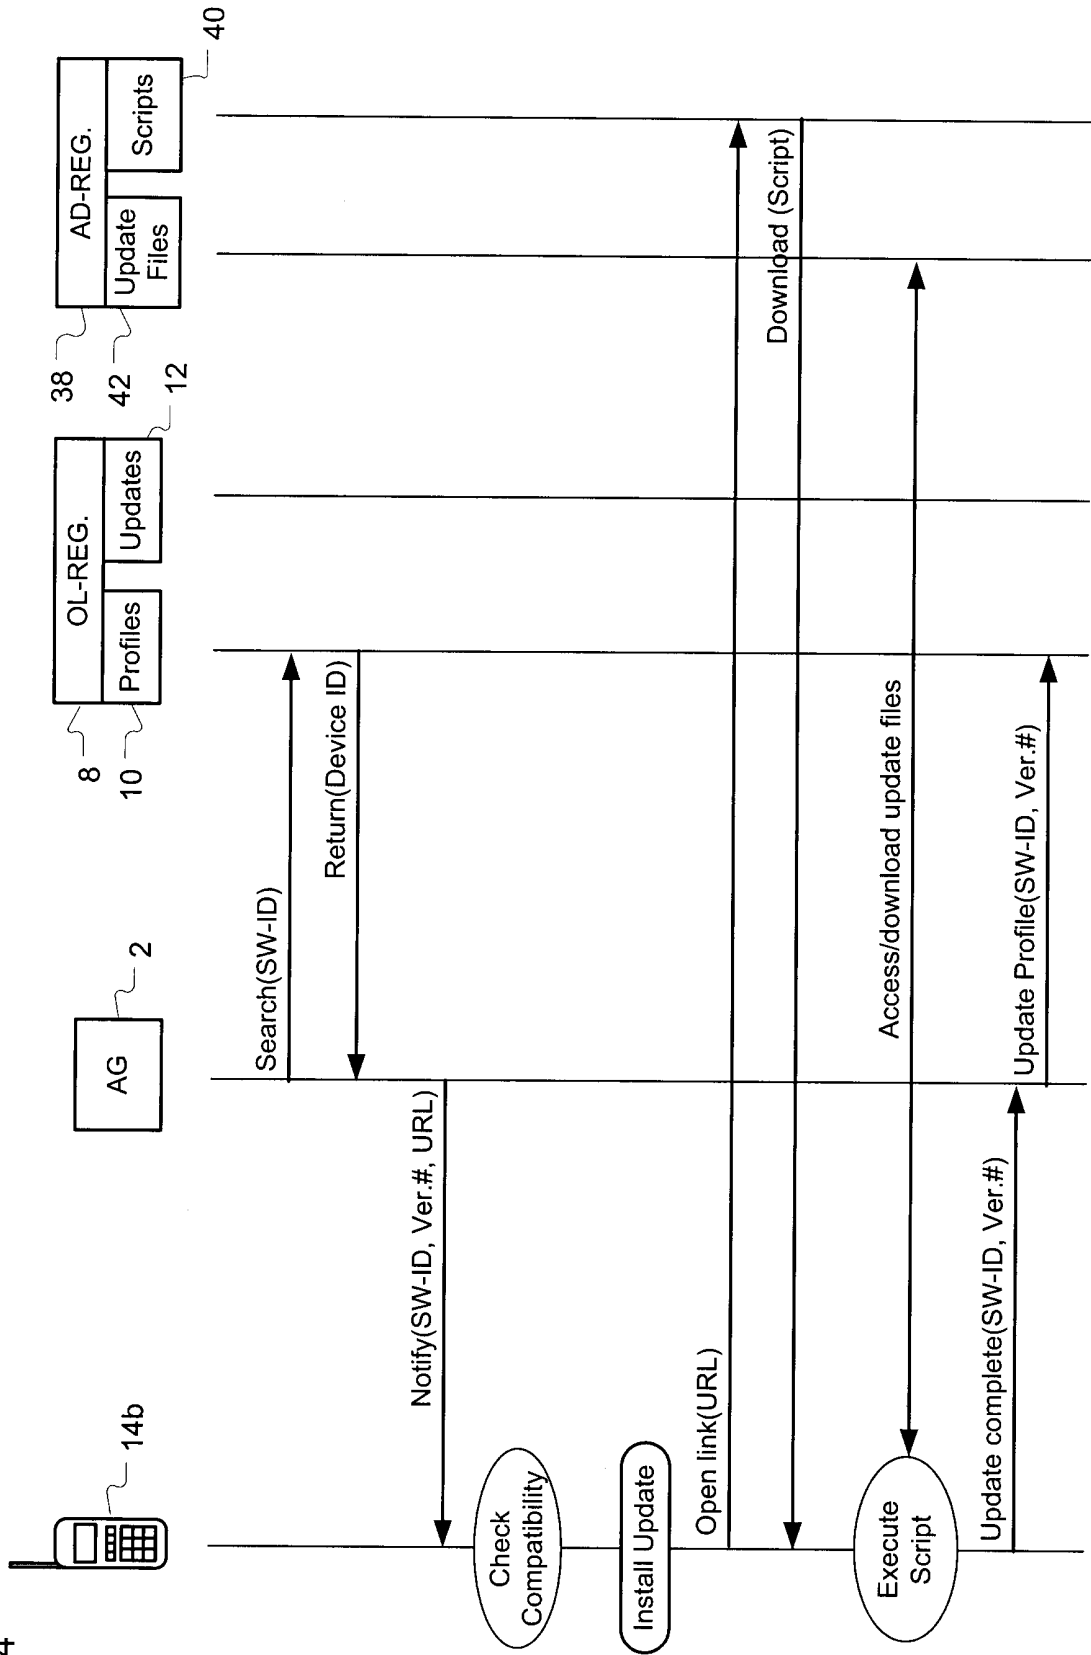 14b
AG
2
OL-REG.
Profiles
Updates
8
10
12
AD-REG.
Update
Files
Scripts
38
42
40
Search(SW-ID)
Return(Device ID)
Notify(SW-ID, Ver.#, URL)
Check
Compatibility
Install Update
Open link(URL)
Download (Script)
Access/download update files
Execute
Script
Update complete(SW-ID, Ver.#)
Update Profile(SW-ID, Ver.#)